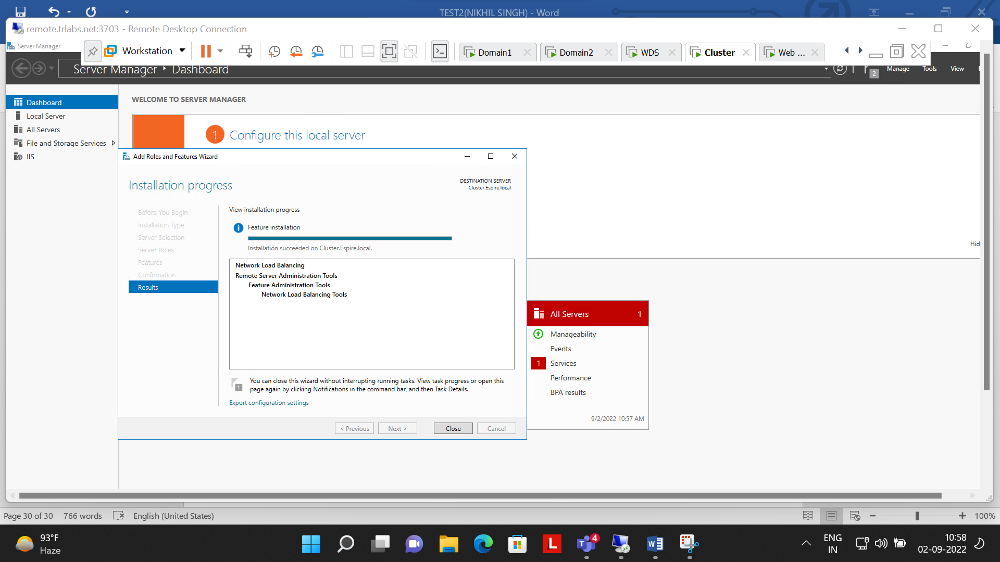 TEST2(NIKHIL SINGH) - Word
remote.trlabs.net:3703 - Remote Desktop Connection
Server Manager
Workstation
Domain1
Domain2
WDS
Cluster
Web ...
Server Manager
Dashboard
2
Manage
Tools
View
Dashboard
Local Server
All Servers
File and Storage Services
IIS
WELCOME TO SERVER MANAGER
1
Configure this local server
Hid
Add Roles and Features Wizard
Installation progress
DESTINATION SERVER
Cluster.Espire.local
Before You Begin
Installation Type
Server Selection
Server Roles
Features
Confirmation
Results
View installation progress
Feature installation
Installation succeeded on Cluster.Espire.local.
Network Load Balancing
Remote Server Administration Tools
Feature Administration Tools
Network Load Balancing Tools
1
You can close this wizard without interrupting running tasks. View task progress or open this
page again by clicking Notifications in the command bar, and then Task Details.
Export configuration settings
< Previous
Next >
Close
Cancel
All Servers
1
Manageability
Events
1
Services
Performance
BPA results
9/2/2022 10:57 AM
Page 30 of 30
766 words
English (United States)
100%
93°F
Haze
L
T
4
W
ENG
IN
10:58
02-09-2022